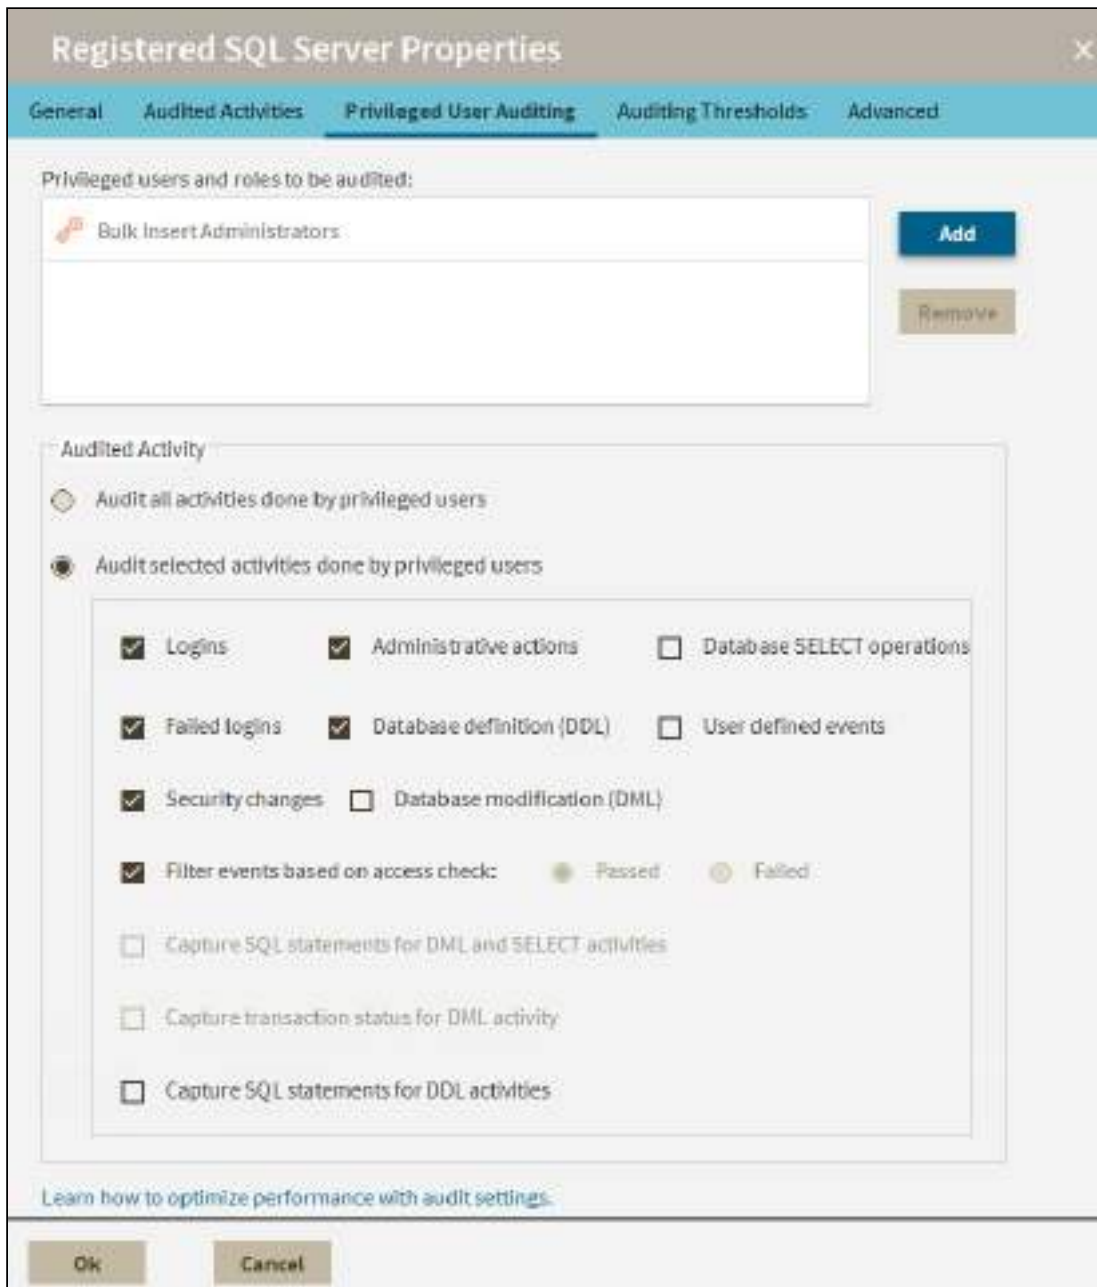 Registered SQL Server Properties
General Audited Activities Privileged User Auditing Auditing Thresholds Advanced
Privileged users and roles to be audited:
Bulk Insert Administrators
Add
Remove
Audited Activity
Audit all activities done by privileged users
Audit selected activities done by privileged users
Logins Administrative actions Database SELECT operations
Failed logins Database definition (DDL) User defined events
Security changes Database modification (DML)
Filter events based on access check: Passed Failed
Capture SQL statements for DML and SELECT activities
Capture transaction status for DML activity
Capture SQL statements for DDL activities
Learn how to optimize performance with audit settings.
Ok Cancel